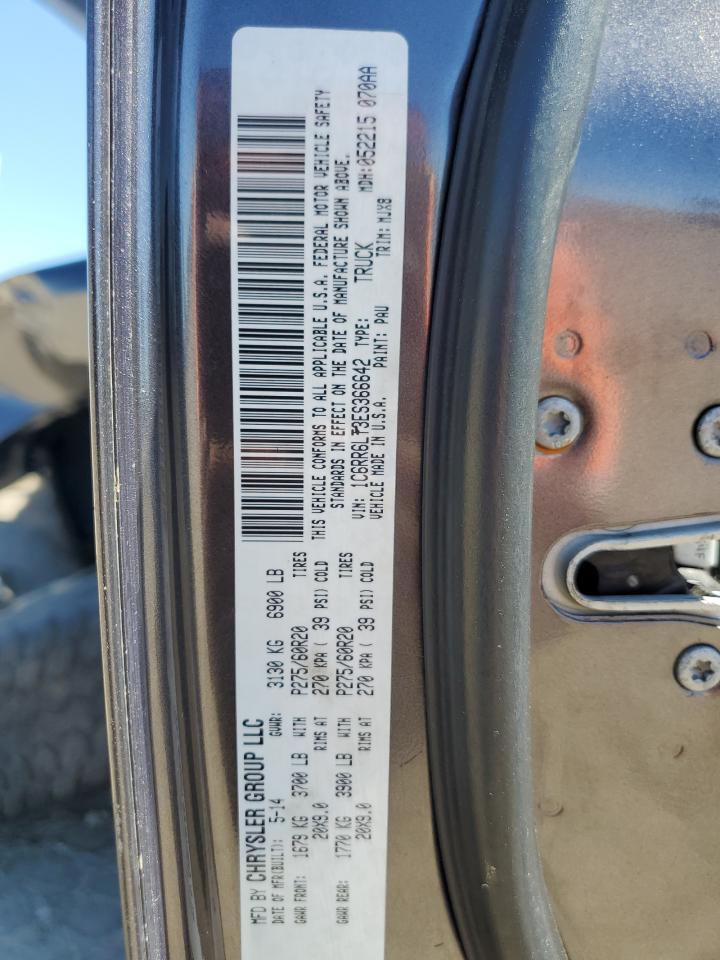 MFD BY CHRYSLER GROUP LLC
DATE OF MFR(BUILT): 5-14 GVWR: 3130 KG 6900 LB
GAWR FRONT: 1679 KG 3700 LB WITH P275/60R20 TIRES
20X9.0 RIMS AT 270 KPA ( 39 PSI) COLD
GAWR REAR: 1770 KG 3900 LB WITH P275/60R20 TIRES
20X9.0 RIMS AT 270 KPA ( 39 PSI) COLD
THIS VEHICLE CONFORMS TO ALL APPLICABLE U.S.A. FEDERAL MOTOR VEHICLE SAFETY
STANDARDS IN EFFECT ON THE DATE OF MANUFACTURE SHOWN ABOVE.
VIN: 1C6RR6LT3ES366642 TYPE: TRUCK MDH:052215 070AA
VEHICLE MADE IN U.S.A. PAINT: PAU TRIM: MJX8